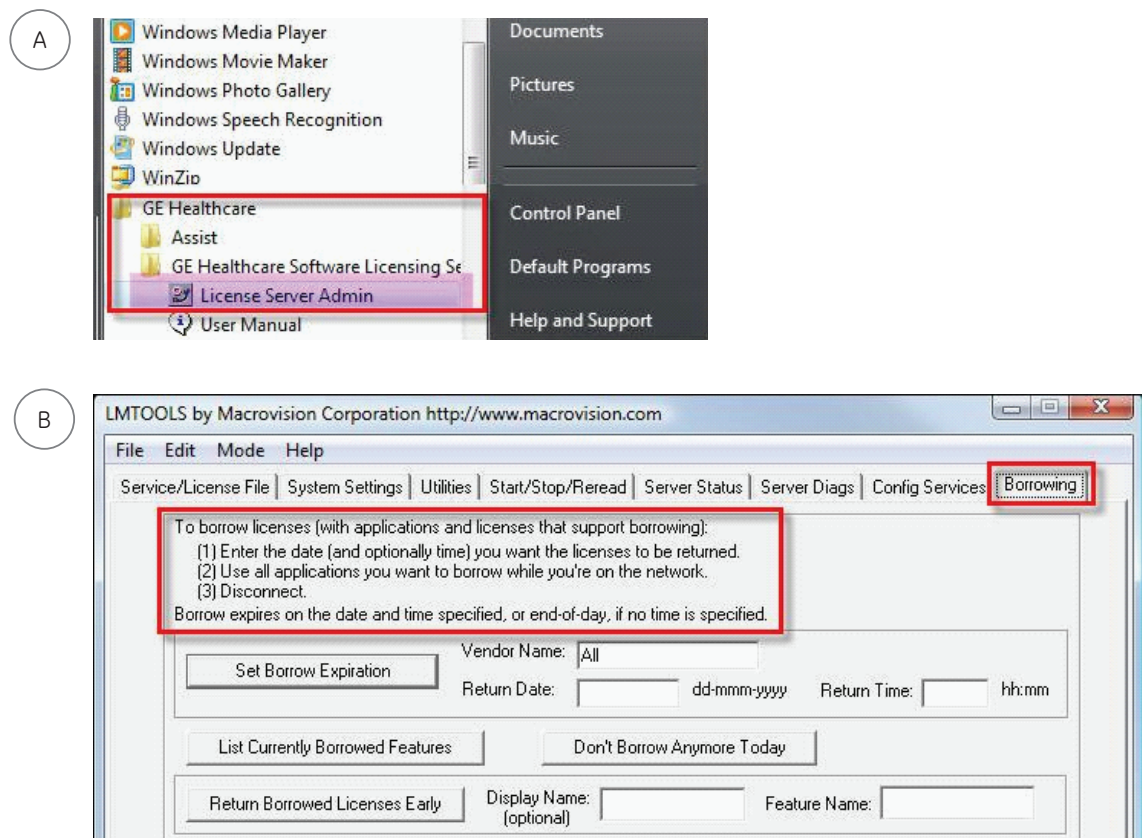 A
Windows Media Player
Windows Movie Maker
Windows Photo Gallery
Windows Speech Recognition
Windows Update
WinZip
GE Healthcare
Assist
GE Healthcare Software Licensing Se
License Server Admin
User Manual
Documents
Pictures
Music
Control Panel
Default Programs
Help and Support
B
LMTOOLS by Macrovision Corporation http://www.macrovision.com
File Edit Mode Help
Service/License File System Settings Utilities Start/Stop/Reread Server Status Server Diags Config Services Borrowing
To borrow licenses (with applications and licenses that support borrowing):
(1) Enter the date (and optionally time) you want the licenses to be returned.
(2) Use all applications you want to borrow while you're on the network.
(3) Disconnect.
Borrow expires on the date and time specified, or end-of-day, if no time is specified.
Set Borrow Expiration Vendor Name: All
Return Date: dd-mmm-yyyy Return Time: hh:mm
List Currently Borrowed Features Don't Borrow Anymore Today
Return Borrowed Licenses Early Display Name: Feature Name:
(optional)